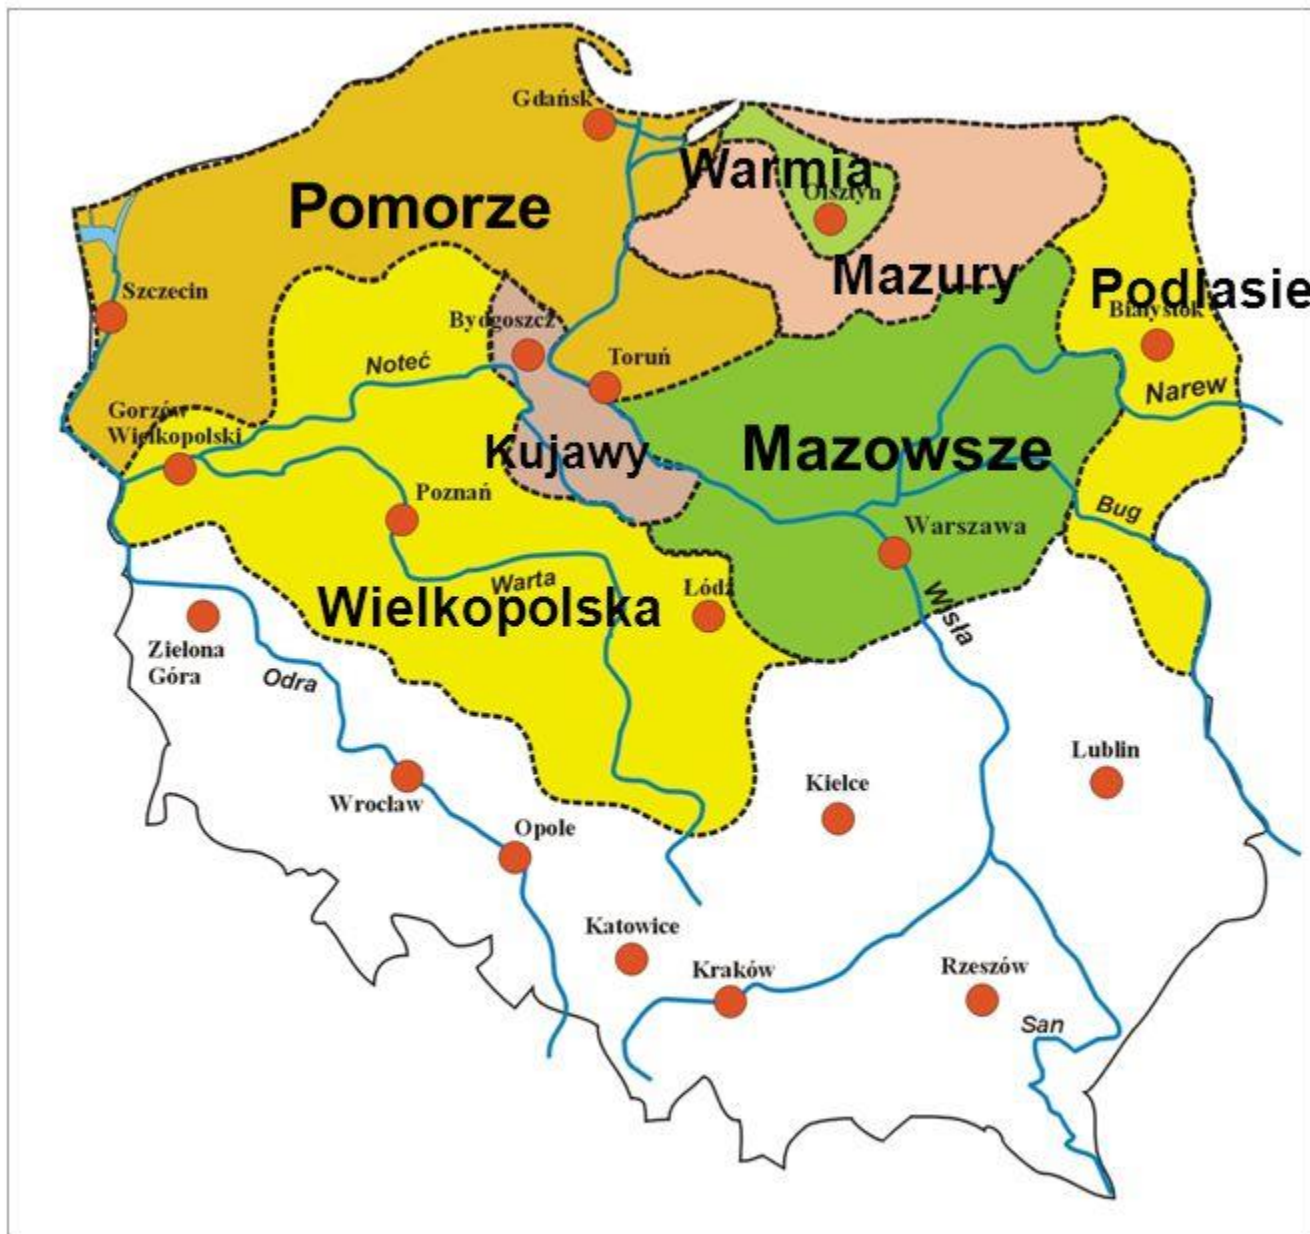 Gdańsk
Warmia
Olsztyn
Pomorze
Mazury
Podlasie
Białystok
Szczecin
Bydgoszcz
Toruń
Noteć
Narew
Gorzów
Wielkopolski
Kujawy
Mazowsze
Poznań
Bug
Warszawa
Warta
Łódź
Wielkopolska
Wisła
Zielona
Góra
Odra
Lublin
Kielce
Wrocław
Opole
Katowice
Kraków
Rzeszów
San